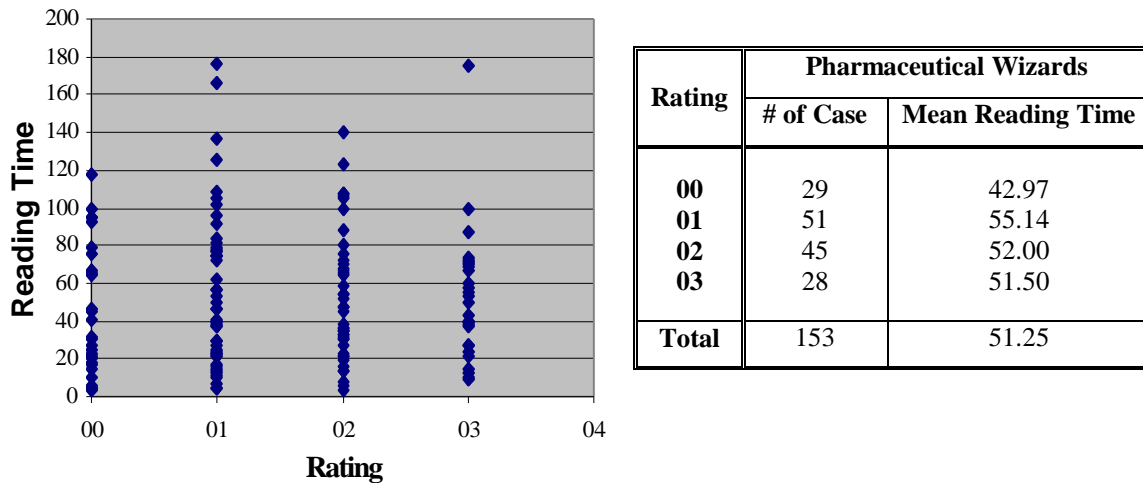 200
180
160
140
120
100
80
60
40
20
0
Reading Time
00 01 02 03 04
Rating
Rating
Pharmaceutical Wizards
# of Case Mean Reading Time
00 29 42.97
01 51 55.14
02 45 52.00
03 28 51.50
Total 153 51.25